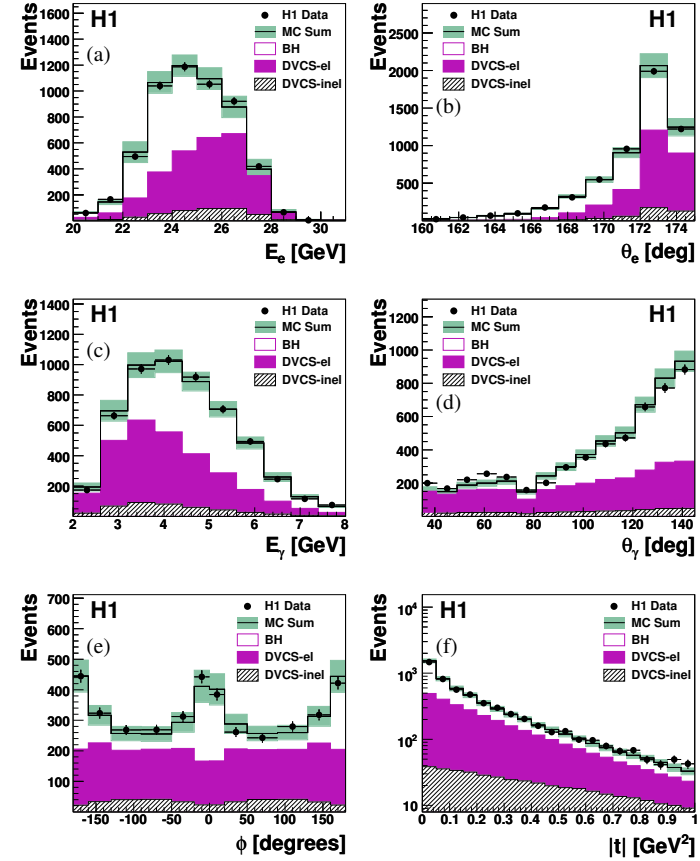 Events
H1
(a)
H1 Data
MC Sum
BH
DVCS-el
DVCS-inel
1600
1400
1200
1000
800
600
400
200
20 22 24 26 28 30
E_e [GeV]
Events
H1
(b)
H1 Data
MC Sum
BH
DVCS-el
DVCS-inel
2500
2000
1500
1000
500
160 162 164 166 168 170 172 174
θ_e [deg]
Events
H1
(c)
H1 Data
MC Sum
BH
DVCS-el
DVCS-inel
1400
1200
1000
800
600
400
200
2 3 4 5 6 7 8
E_γ [GeV]
Events
H1
(d)
H1 Data
MC Sum
BH
DVCS-el
DVCS-inel
1200
1000
800
600
400
200
40 60 80 100 120 140
θ_γ [deg]
Events
H1
(e)
H1 Data
MC Sum
BH
DVCS-el
DVCS-inel
700
600
500
400
300
200
100
-150 -100 -50 0 50 100 150
ϕ [degrees]
Events
H1
(f)
H1 Data
MC Sum
BH
DVCS-el
DVCS-inel
10⁴
10³
10²
10
0 0.1 0.2 0.3 0.4 0.5 0.6 0.7 0.8 0.9 1
|t| [GeV²]